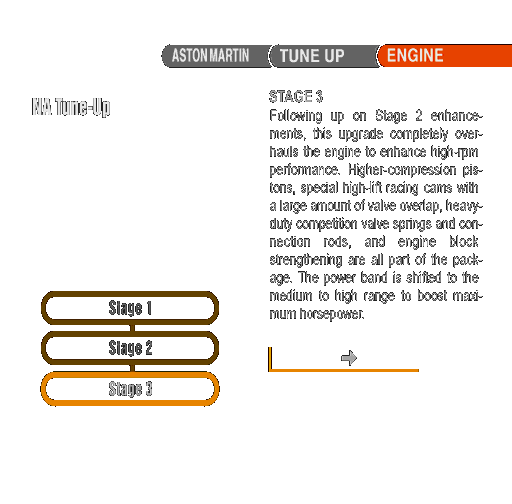 ASTON MARTIN TUNE UP ENGINE
NA Tune-Up
STAGE 3
Following up on Stage 2 enhance-
ments, this upgrade completely over-
hauls the engine to enhance high-rpm
performance. Higher-compression pis-
tons, special high-lift racing cams with
a large amount of valve overlap, heavy-
duty competition valve springs and con-
nection rods, and engine block
strengthening are all part of the pack-
age. The power band is shifted to the
medium to high range to boost maxi-
mum horsepower.
Stage 1
Stage 2
Stage 3